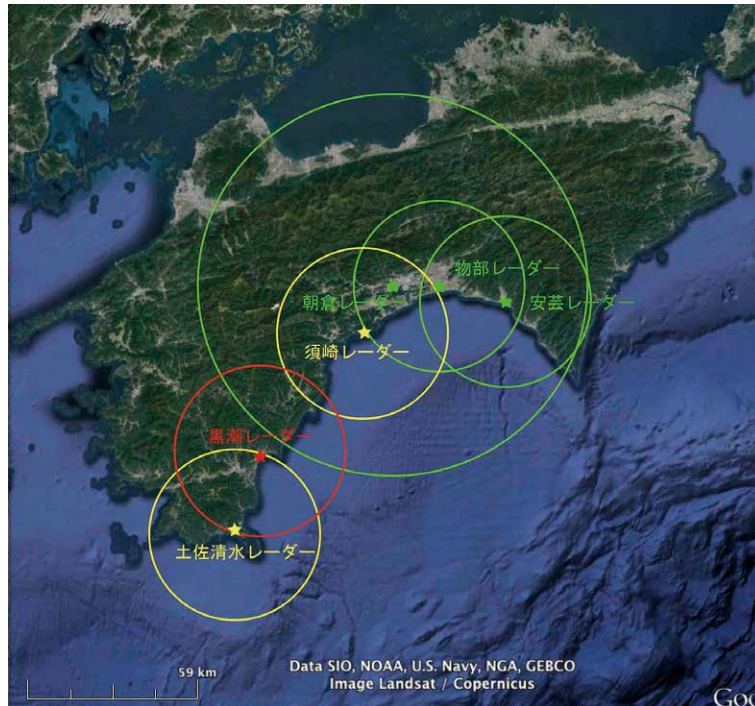 物部レーダー
朝倉レーダー
安芸レーダー
須崎レーダー
黒潮レーダー
土佐清水レーダー
59 km
Data SIO, NOAA, U.S. Navy, NGA, GEBCO
Image Landsat / Copernicus
Goo